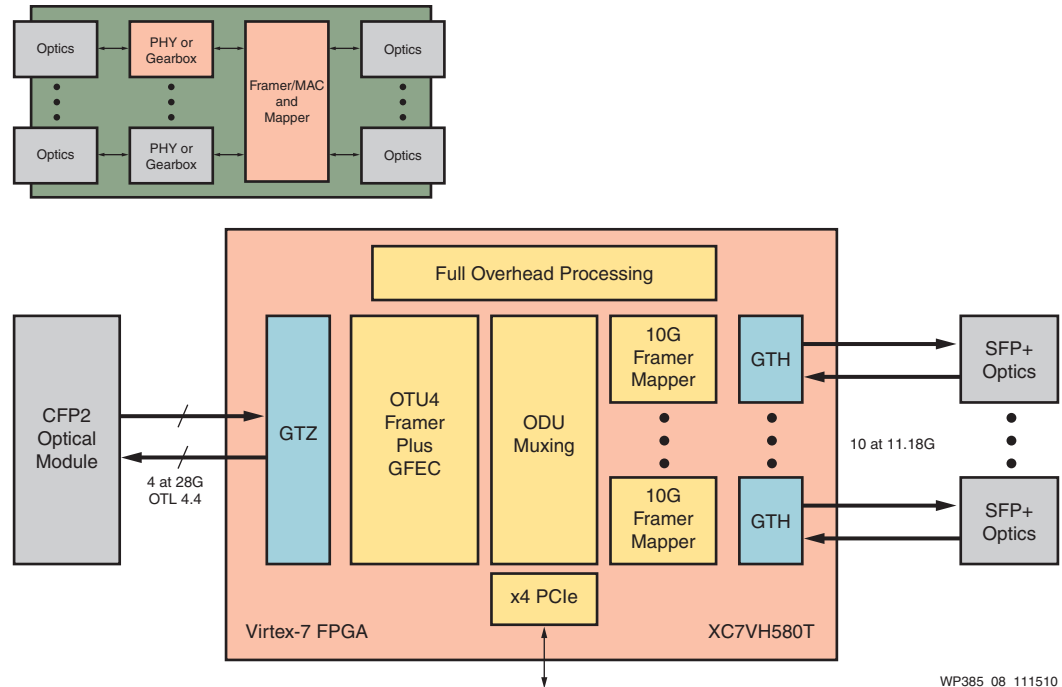 Optics
PHY or
Gearbox
Framer/MAC
and
Mapper
Optics
Optics
PHY or
Gearbox
Optics
Full Overhead Processing
CFP2
Optical
Module
4 at 28G
OTL 4.4
GTZ
OTU4
Framer
Plus
GFEC
ODU
Muxing
10G
Framer
Mapper
GTH
SFP+
Optics
10 at 11.18G
10G
Framer
Mapper
GTH
SFP+
Optics
x4 PCIe
Virtex-7 FPGA
XC7VH580T
WP385_08_111510